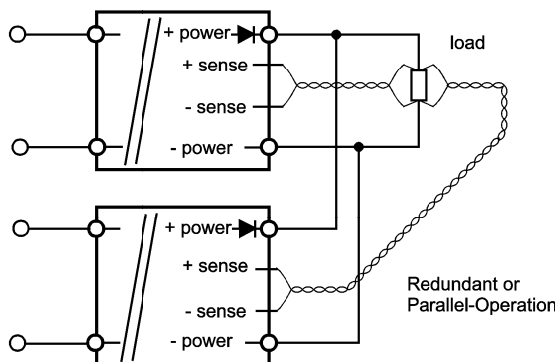 + power
+ sense
- sense
- power
load
+ power
+ sense
- sense
- power
Redundant or
Parallel-Operation